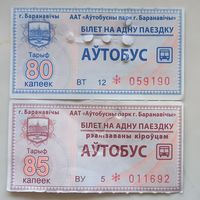 г. Баранавічы ААТ «Аўтобусны парк г. Баранавічы»
БІЛЕТ НА АДНУ ПАЕЗДКУ
Тарыф
80
капеек
АЎТОБУС
ВТ 12 * 059190
г. Баранавічы ААТ «Аўтобусны парк г. Баранавічы»
БІЛЕТ НА АДНУ ПАЕЗДКУ
рэалізаваны кіроўцам
Тарыф
85
капеек
АЎТОБУС
ВУ 5 * 011692